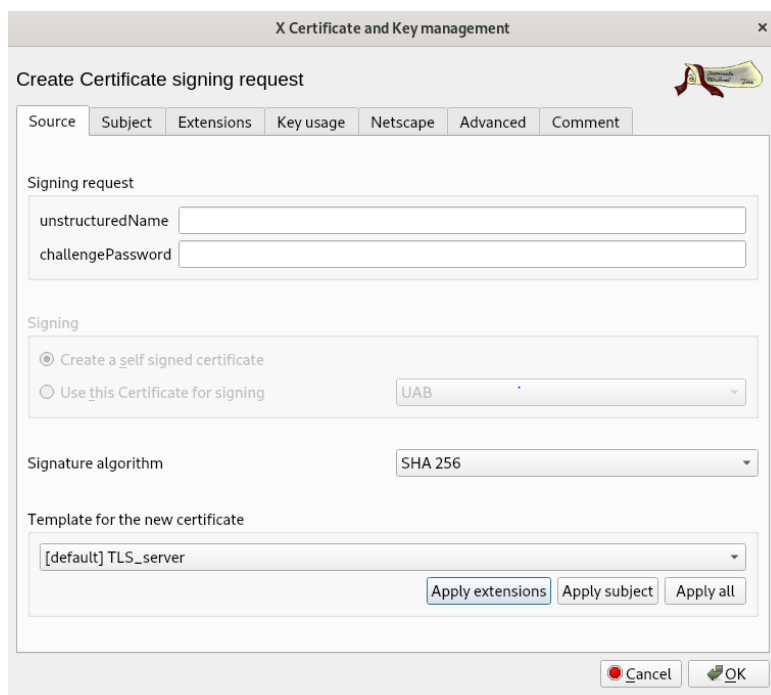 X Certificate and Key management
Create Certificate signing request
Source Subject Extensions Key usage Netscape Advanced Comment
Signing request
unstructuredName
challengePassword
Signing
Create a self signed certificate
Use this Certificate for signing UAB
Signature algorithm SHA 256
Template for the new certificate
[default] TLS_server
Apply extensions Apply subject Apply all
Cancel OK